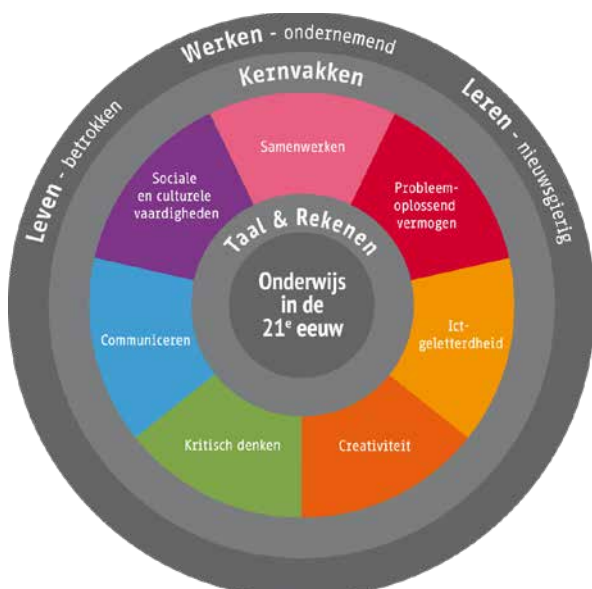 Werken - ondernemend
Leven - betrokken
Leren - nieuwsgierig
Kernvakken
Samenwerken
Sociale
en culturele
vaardigheden
Probleem-
oplossend
vermogen
Taal & Rekenen
Onderwijs
in de
21e eeuw
Communiceren
Ict-
geletterdheid
Kritisch denken
Creativiteit